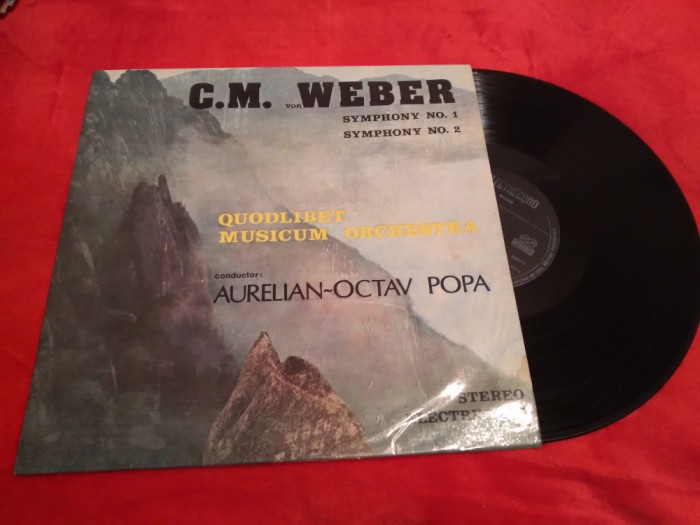 C.M. von WEBER
SYMPHONY NO. 1
SYMPHONY NO. 2
QUODLIBET
MUSICUM ORCHESTRA
conductor:
AURELIAN~OCTAV POPA
STEREO